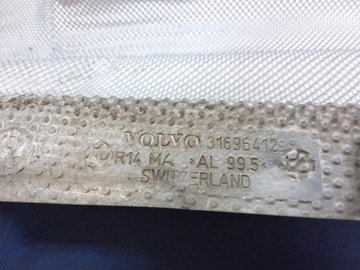 VOLVO 31696412
R14 MA >AL 99.5<
SWITZERLAND